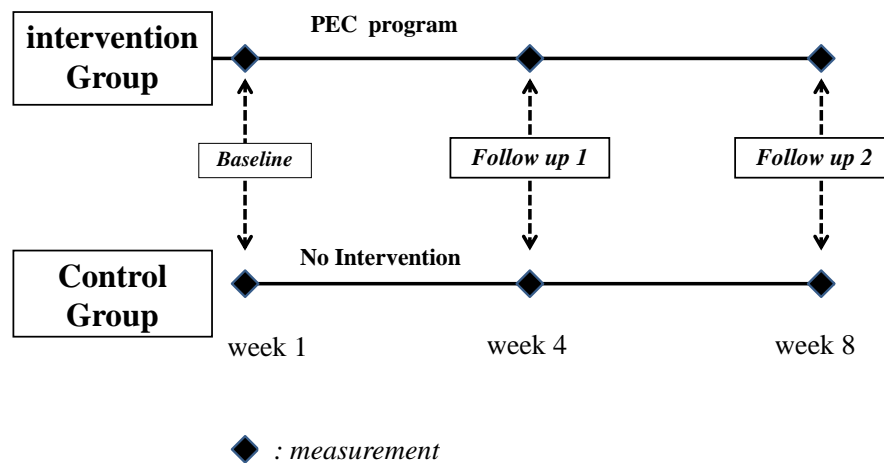 intervention
Group
PEC program
Baseline
Follow up 1
Follow up 2
Control
Group
No Intervention
week 1
week 4
week 8
: measurement